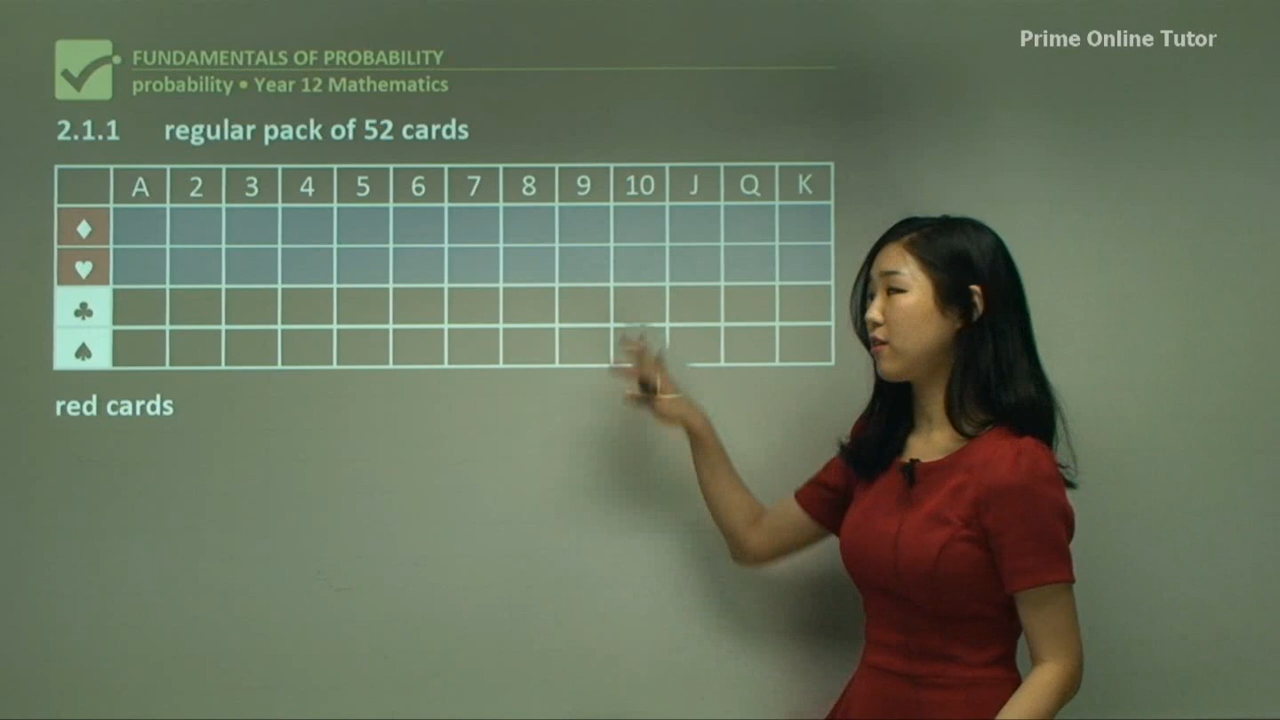 Prime Online Tutor
FUNDAMENTALS OF PROBABILITY
probability • Year 12 Mathematics
2.1.1 regular pack of 52 cards
A 2 3 4 5 6 7 8 9 10 J Q K
♦
♥
♣
♠
red cards